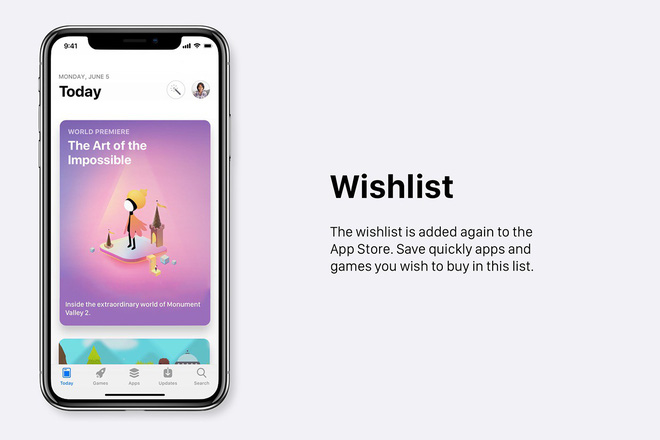 9:41
MONDAY, JUNE 5
Today
WORLD PREMIERE
The Art of the
Impossible
Inside the extraordinary world of Monument
Valley 2.
Today Games Apps Updates Search
Wishlist
The wishlist is added again to the
App Store. Save quickly apps and
games you wish to buy in this list.